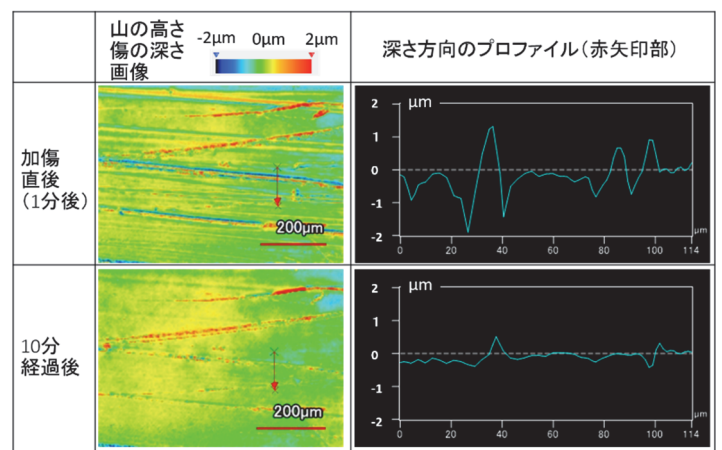 山の高さ
傷の深さ
画像
-2μm 0μm 2μm
深さ方向のプロファイル(赤矢印部)
加傷
直後
(1分後)
200μm
μm
2
1
0
-1
-2
0 20 40 60 80 100 114
μm
10分
経過後
200μm
μm
2
1
0
-1
-2
0 20 40 60 80 100 114
μm